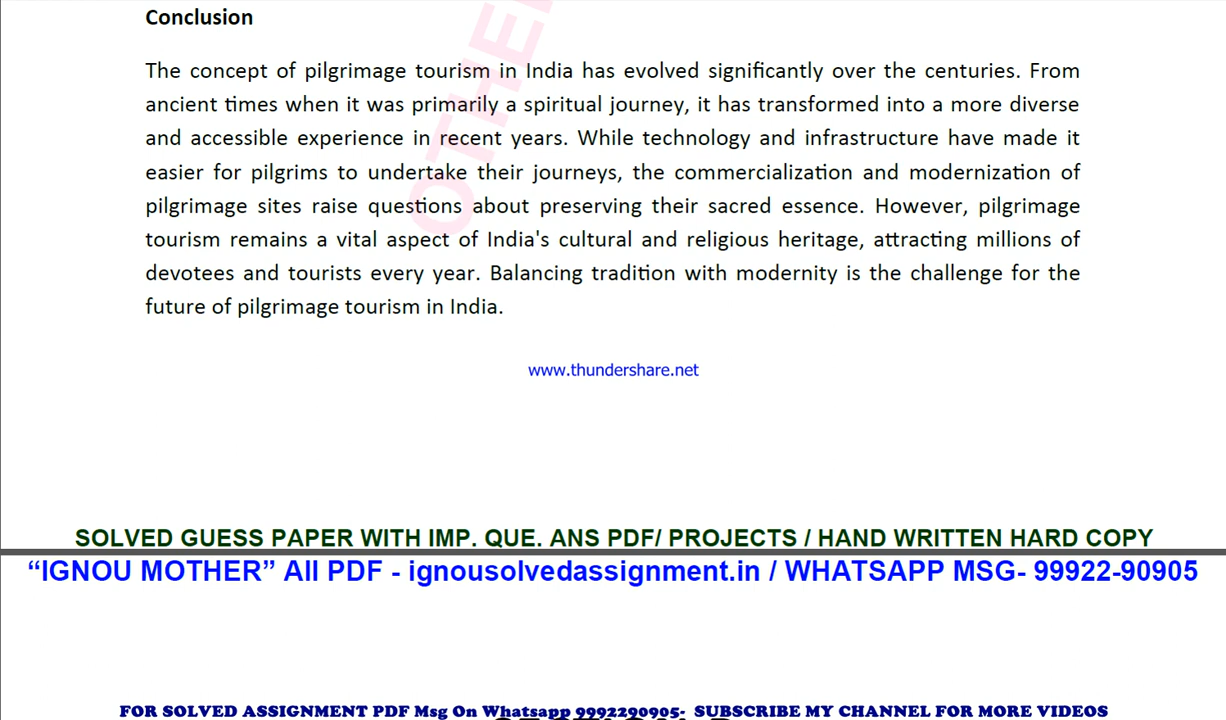 Conclusion
The concept of pilgrimage tourism in India has evolved significantly over the centuries. From
ancient times when it was primarily a spiritual journey, it has transformed into a more diverse
and accessible experience in recent years. While technology and infrastructure have made it
easier for pilgrims to undertake their journeys, the commercialization and modernization of
pilgrimage sites raise questions about preserving their sacred essence. However, pilgrimage
tourism remains a vital aspect of India's cultural and religious heritage, attracting millions of
devotees and tourists every year. Balancing tradition with modernity is the challenge for the
future of pilgrimage tourism in India.
www.thundershare.net
SOLVED GUESS PAPER WITH IMP. QUE. ANS PDF/ PROJECTS / HAND WRITTEN HARD COPY
“IGNOU MOTHER” All PDF - ignousolvedassignment.in / WHATSAPP MSG- 99922-90905
FOR SOLVED ASSIGNMENT PDF Msg On Whatsapp 9992290905- SUBSCRIBE MY CHANNEL FOR MORE VIDEOS